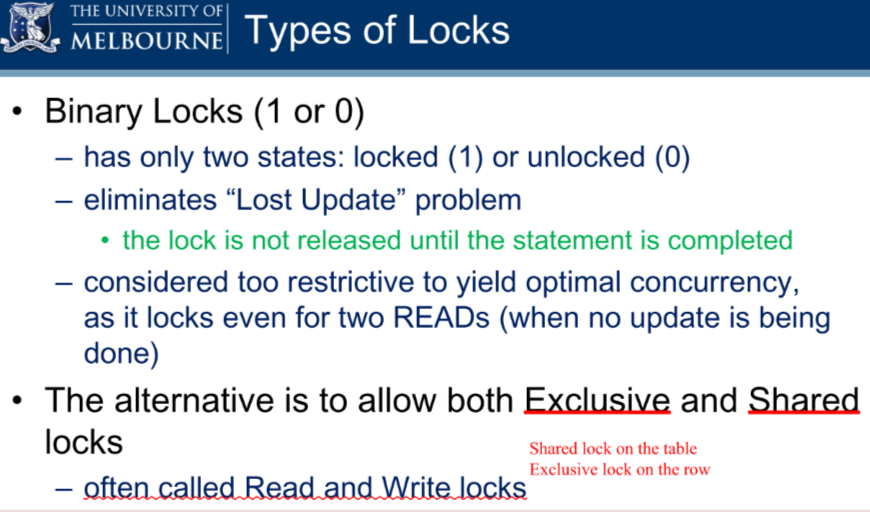 THE UNIVERSITY OF
MELBOURNE
Types of Locks
• Binary Locks (1 or 0)
– has only two states: locked (1) or unlocked (0)
– eliminates “Lost Update” problem
• the lock is not released until the statement is completed
– considered too restrictive to yield optimal concurrency,
as it locks even for two READs (when no update is being
done)
• The alternative is to allow both Exclusive and Shared
locks
Shared lock on the table
Exclusive lock on the row
– often called Read and Write locks